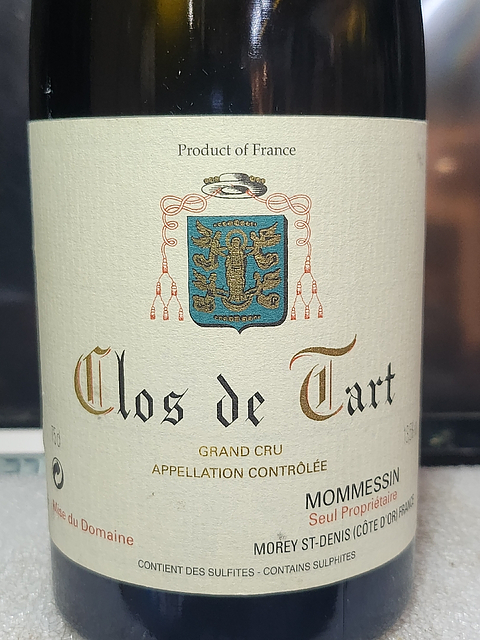 Product of France
Clos de Tart
GRAND CRU
APPELLATION CONTRÔLÉE
MOMMESSIN
Seul Propriétaire
Mise du Domaine
MOREY ST-DENIS (CÔTE D'OR) FRANCE
CONTIENT DES SULFITES - CONTAINS SULPHITES